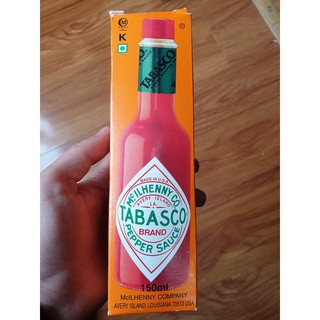 M
K
TABASCO
MADE IN U.S.A.
McILHENNY CO.
AVERY ISLAND
LA.
TABASCO
BRAND
PEPPER SAUCE
150ml
McILHENNY COMPANY
AVERY ISLAND, LOUISIANA 70513 USA